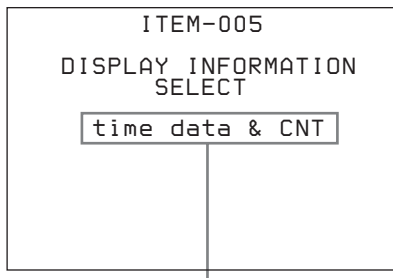 ITEM-005
DISPLAY INFORMATION
SELECT
time data & CNT